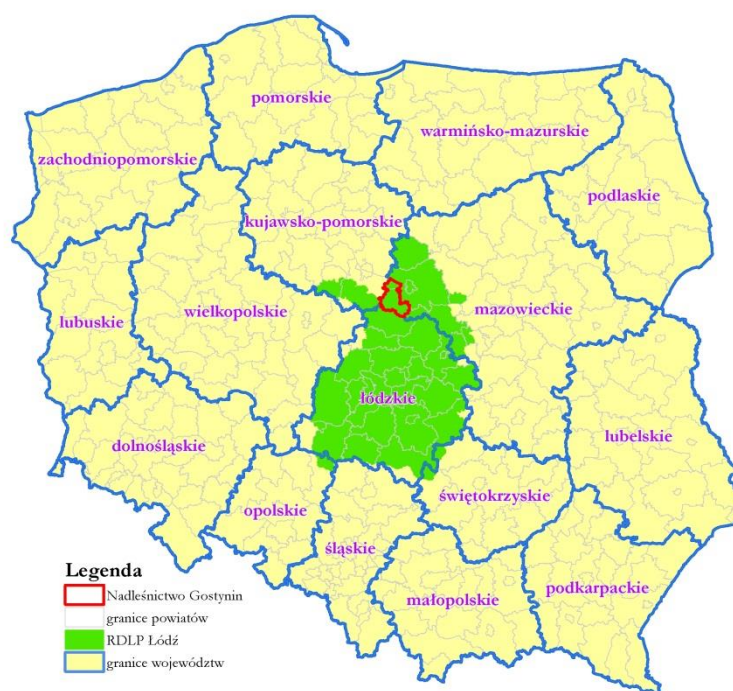 pomorskie
warmińsko-mazurskie
zachodniopomorskie
podlaskie
kujawsko-pomorskie
wielkopolskie
mazowieckie
lubuskie
łódzkie
dolnośląskie
lubelskie
świętokrzyskie
opolskie
śląskie
podkarpackie
małopolskie
Legenda
Nadleśnictwo Gostynin
granice powiatów
RDLP Łódź
granice województw